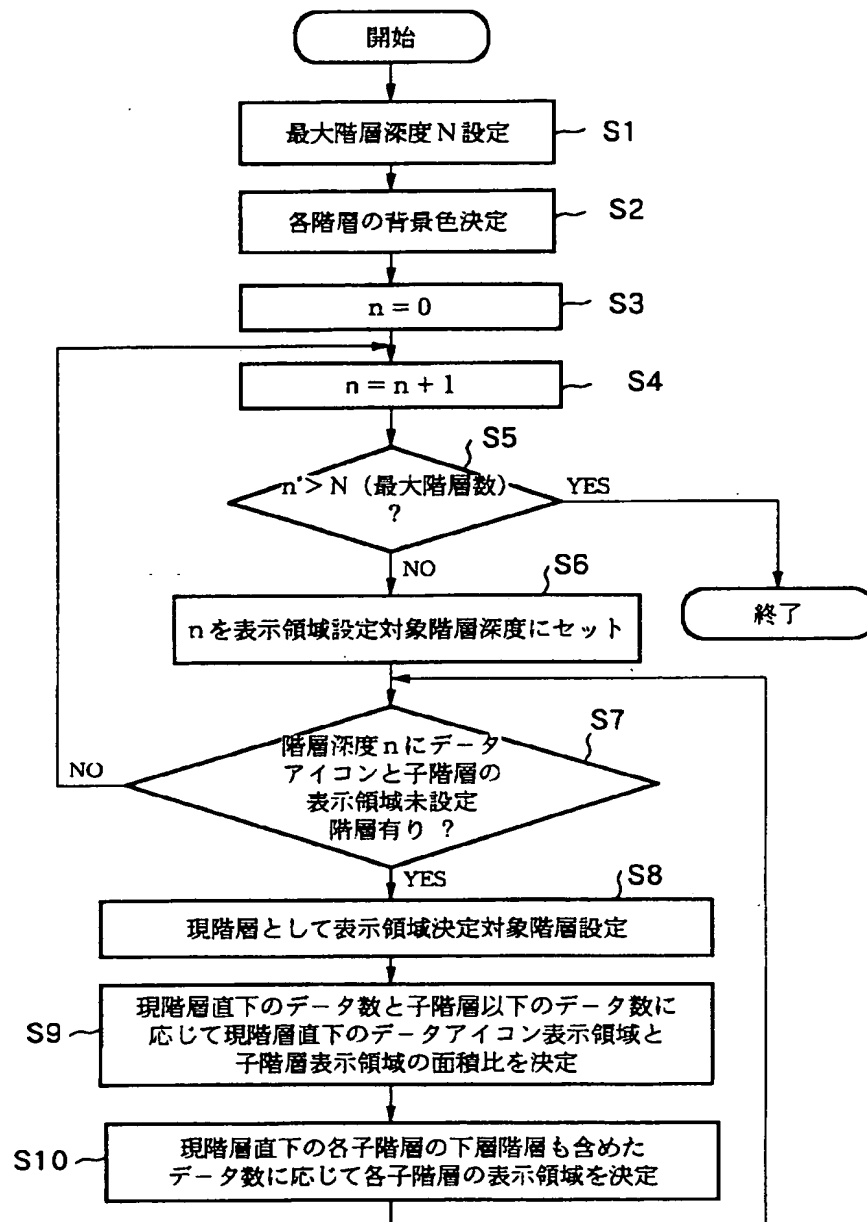 開始
最大階層深度N設定
S1
各階層の背景色決定
S2
n = 0
S3
n = n + 1
S4
S5
n > N (最大階層数)
?
YES
NO
終了
S6
nを表示領域設定対象階層深度にセット
S7
階層深度nにデータ
アイコンと子階層の
表示領域未設定
階層有り ?
NO
YES
S8
現階層として表示領域決定対象階層設定
S9
現階層直下のデータ数と子階層以下のデータ数に
応じて現階層直下のデータアイコン表示領域と
子階層表示領域の面積比を決定
S10
現階層直下の各子階層の下層階層も含めた
データ数に応じて各子階層の表示領域を決定